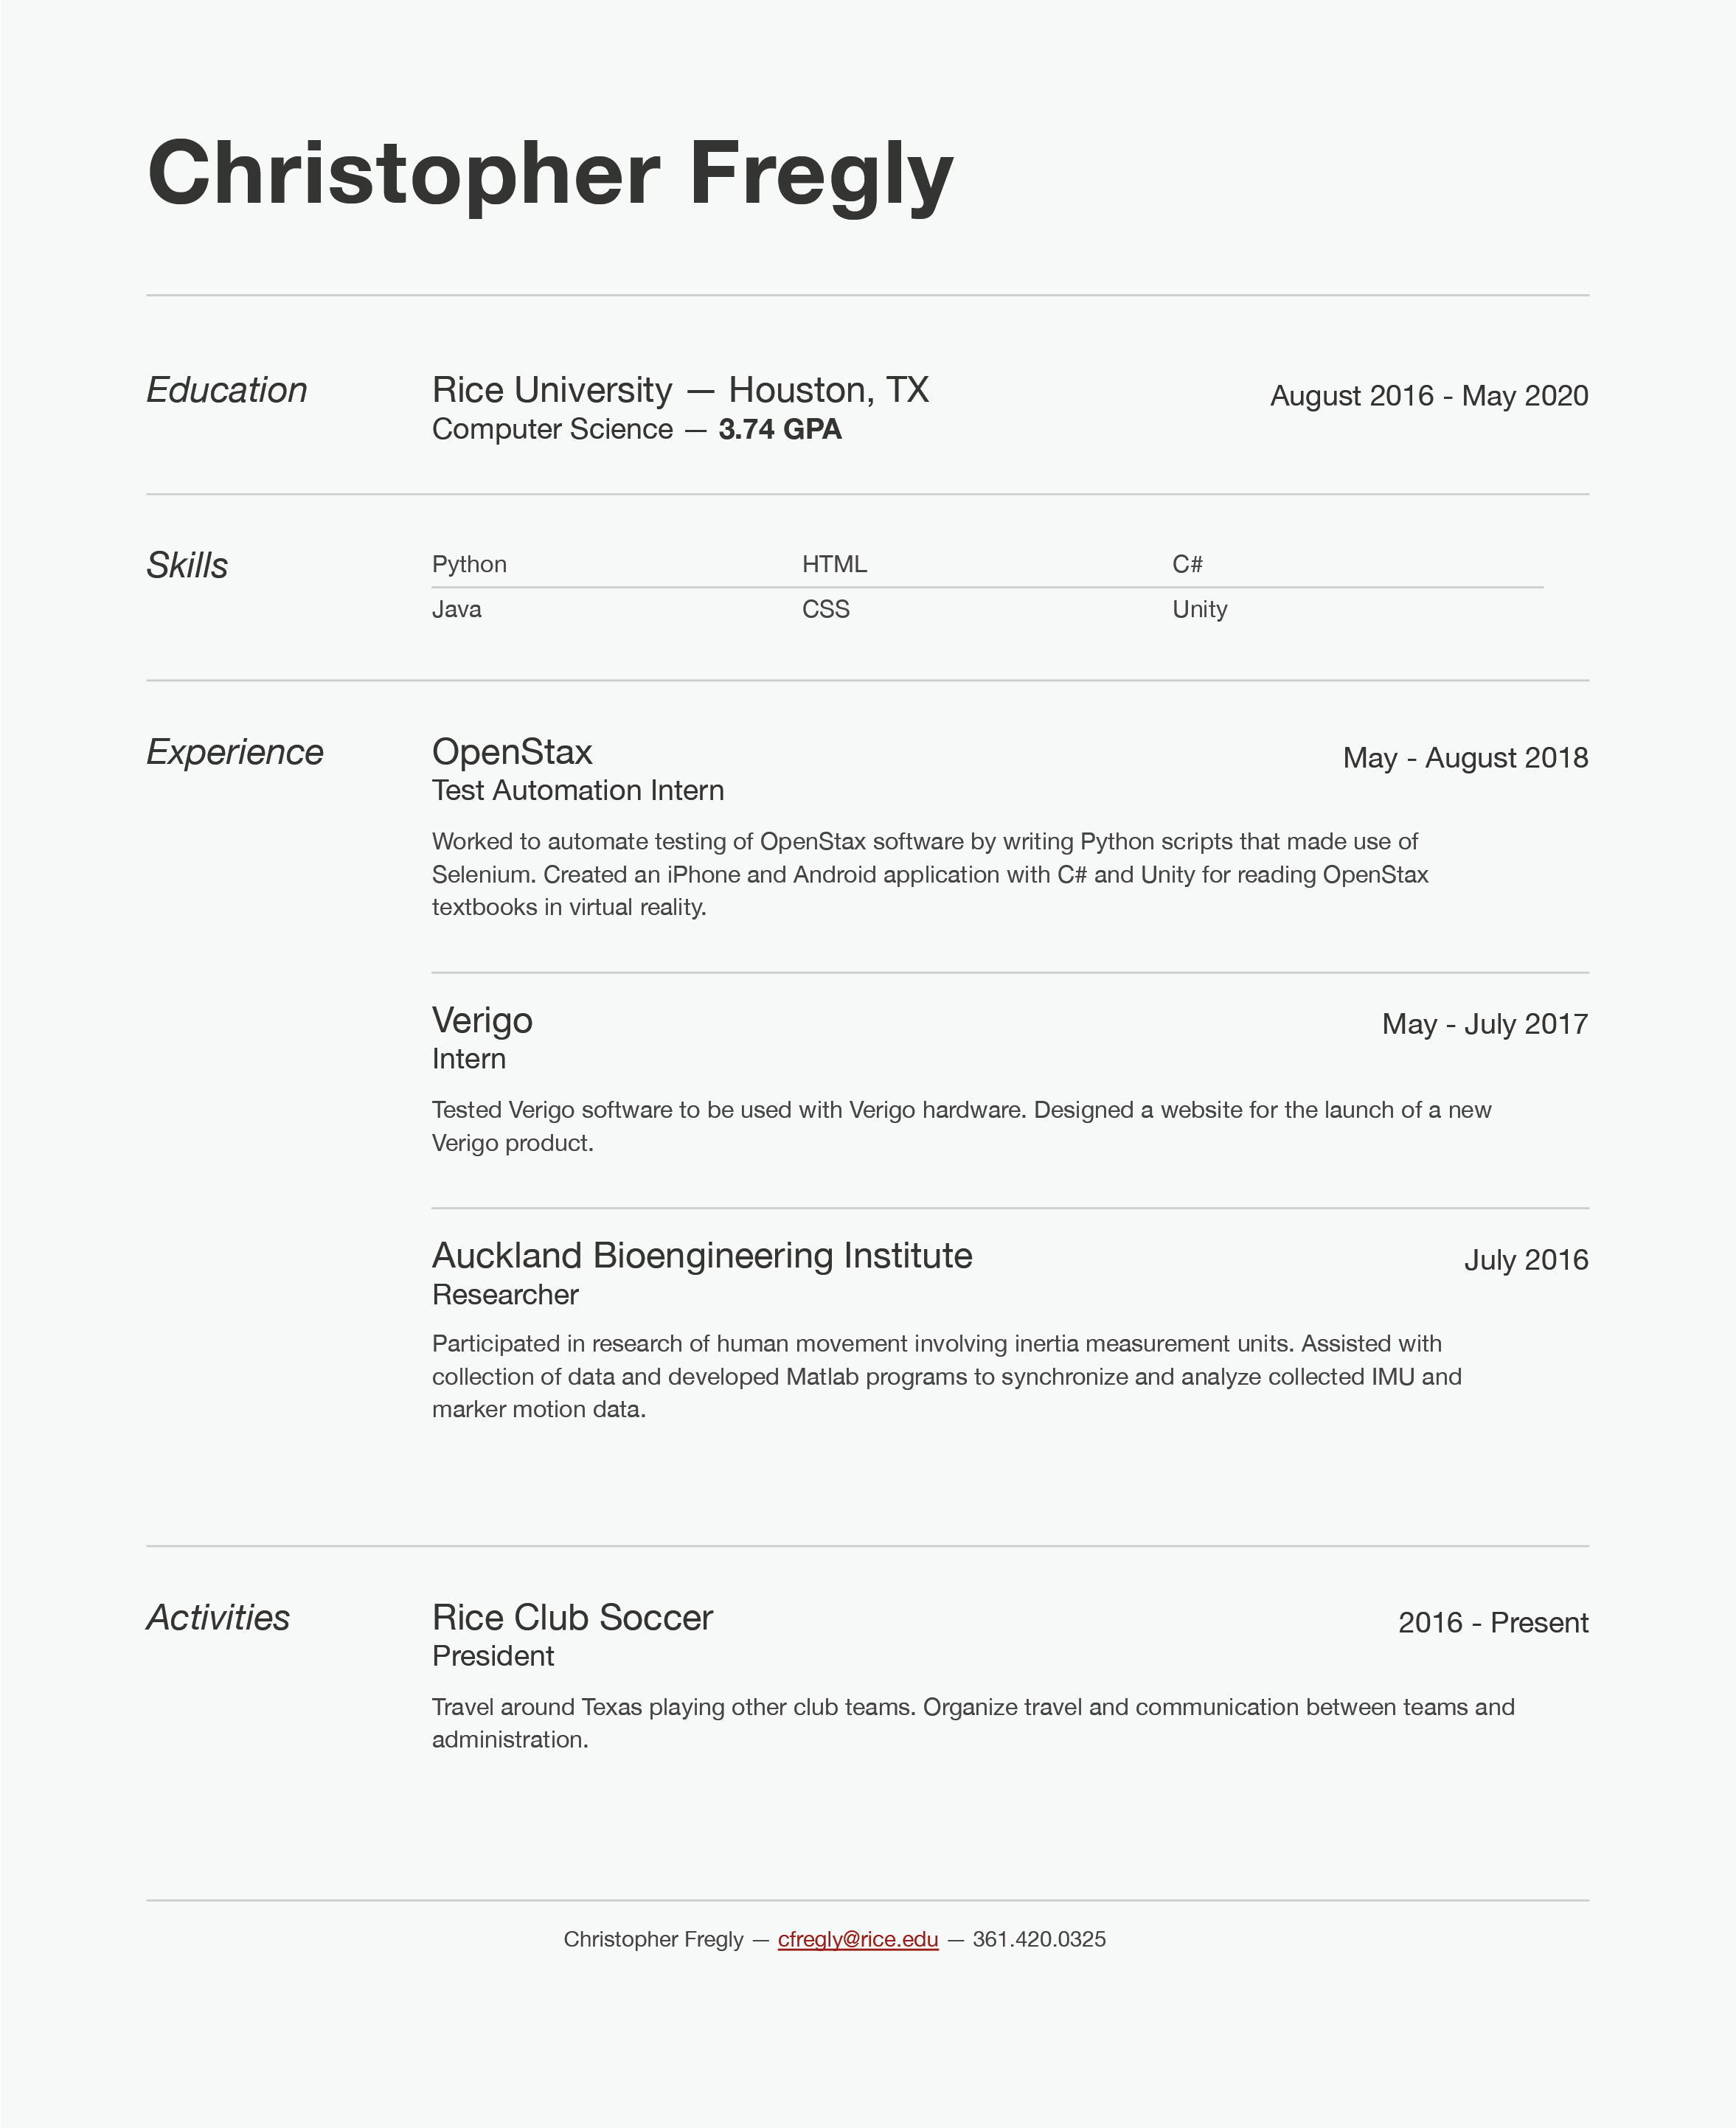 Christopher Fregly
Education
Rice University — Houston, TX
August 2016 - May 2020
Computer Science — 3.74 GPA
Skills
Python HTML C#
Java CSS Unity
Experience
OpenStax
May - August 2018
Test Automation Intern
Worked to automate testing of OpenStax software by writing Python scripts that made use of
Selenium. Created an iPhone and Android application with C# and Unity for reading OpenStax
textbooks in virtual reality.
Verigo
May - July 2017
Intern
Tested Verigo software to be used with Verigo hardware. Designed a website for the launch of a new
Verigo product.
Auckland Bioengineering Institute
July 2016
Researcher
Participated in research of human movement involving inertia measurement units. Assisted with
collection of data and developed Matlab programs to synchronize and analyze collected IMU and
marker motion data.
Activities
Rice Club Soccer
2016 - Present
President
Travel around Texas playing other club teams. Organize travel and communication between teams and
administration.
Christopher Fregly — cfregly@rice.edu — 361.420.0325